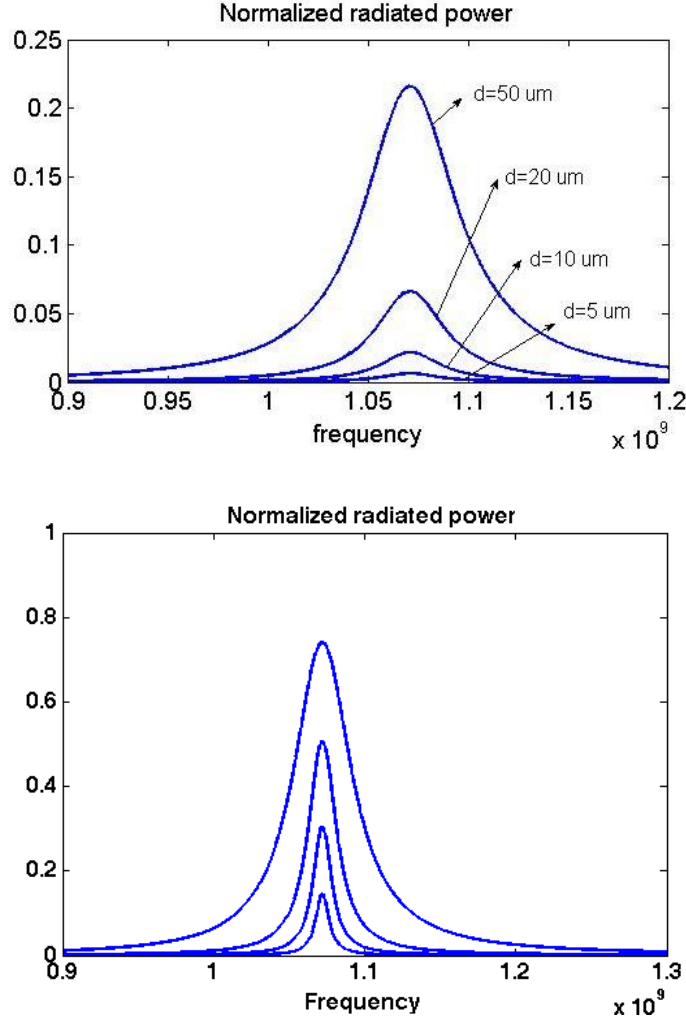 Normalized radiated power
0.25
0.2
0.15
0.1
0.05
0
d=50 um
d=20 um
d=10 um
d=5 um
0.9 0.95 1 1.05 1.1 1.15 1.2
frequency
x 10^9
Normalized radiated power
1
0.8
0.6
0.4
0.2
0
0.9 1 1.1 1.2 1.3
Frequency
x 10^9